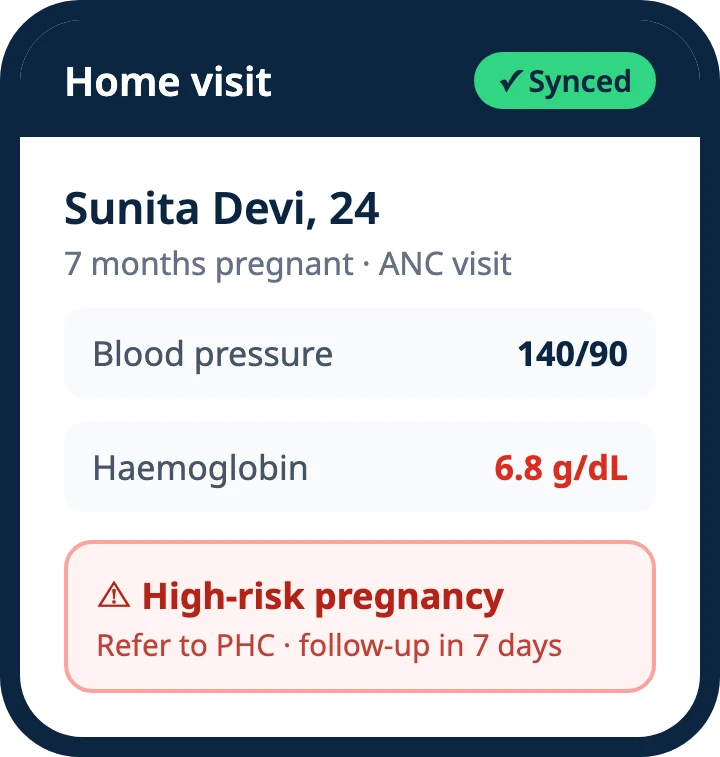 Home visit
✓ Synced
Sunita Devi, 24
7 months pregnant · ANC visit
Blood pressure 140/90
Haemoglobin 6.8 g/dL
⚠ High-risk pregnancy
Refer to PHC · follow-up in 7 days